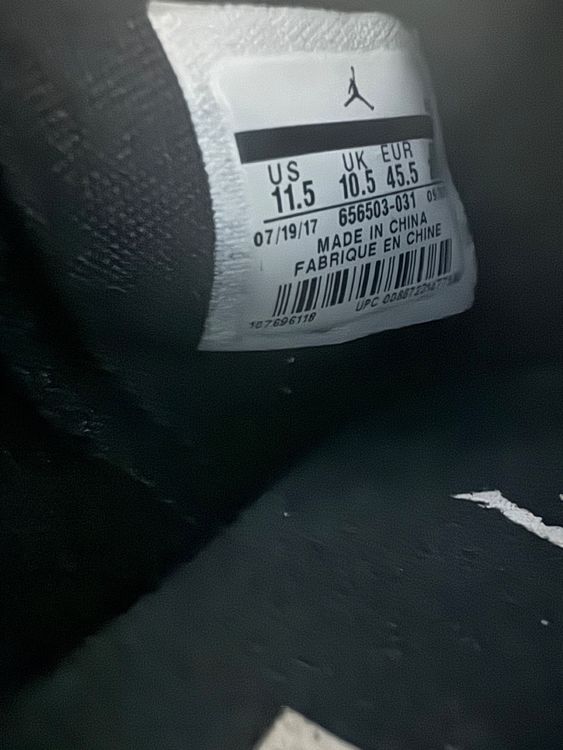 US UK EUR
11.5 10.5 45.5
07/19/17 656503-031
MADE IN CHINA
FABRIQUE EN CHINE
UPC